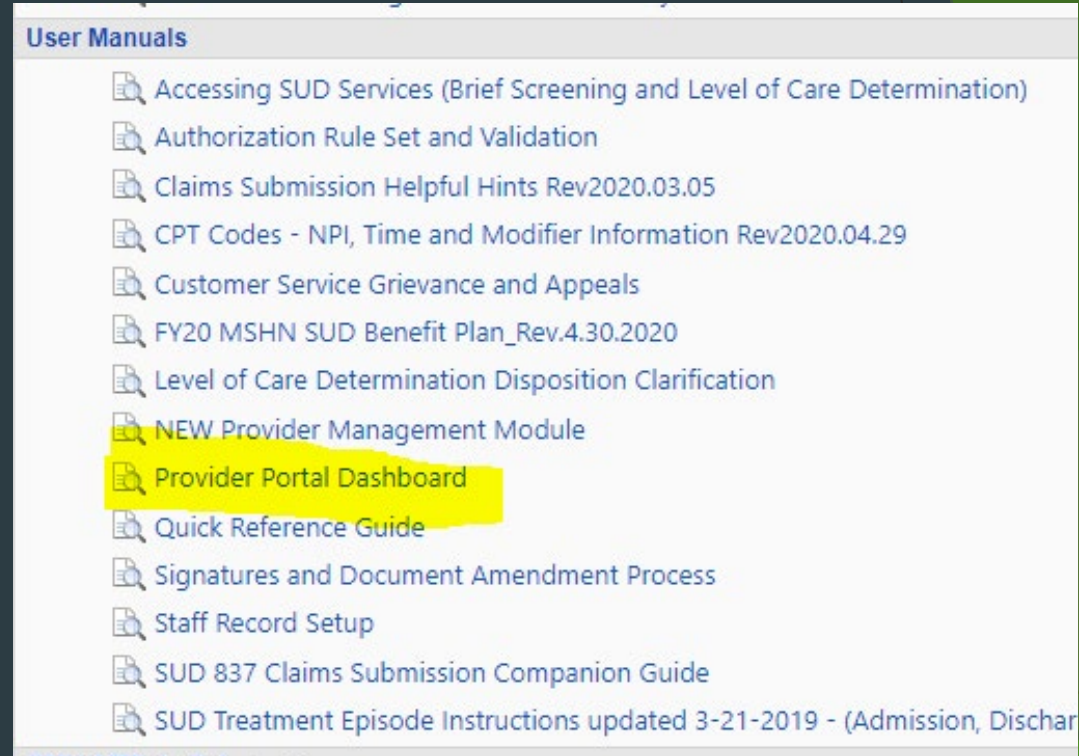 User Manuals
Accessing SUD Services (Brief Screening and Level of Care Determination)
Authorization Rule Set and Validation
Claims Submission Helpful Hints Rev2020.03.05
CPT Codes - NPI, Time and Modifier Information Rev2020.04.29
Customer Service Grievance and Appeals
FY20 MSHN SUD Benefit Plan_Rev.4.30.2020
Level of Care Determination Disposition Clarification
NEW Provider Management Module
Provider Portal Dashboard
Quick Reference Guide
Signatures and Document Amendment Process
Staff Record Setup
SUD 837 Claims Submission Companion Guide
SUD Treatment Episode Instructions updated 3-21-2019 - (Admission, Dischar